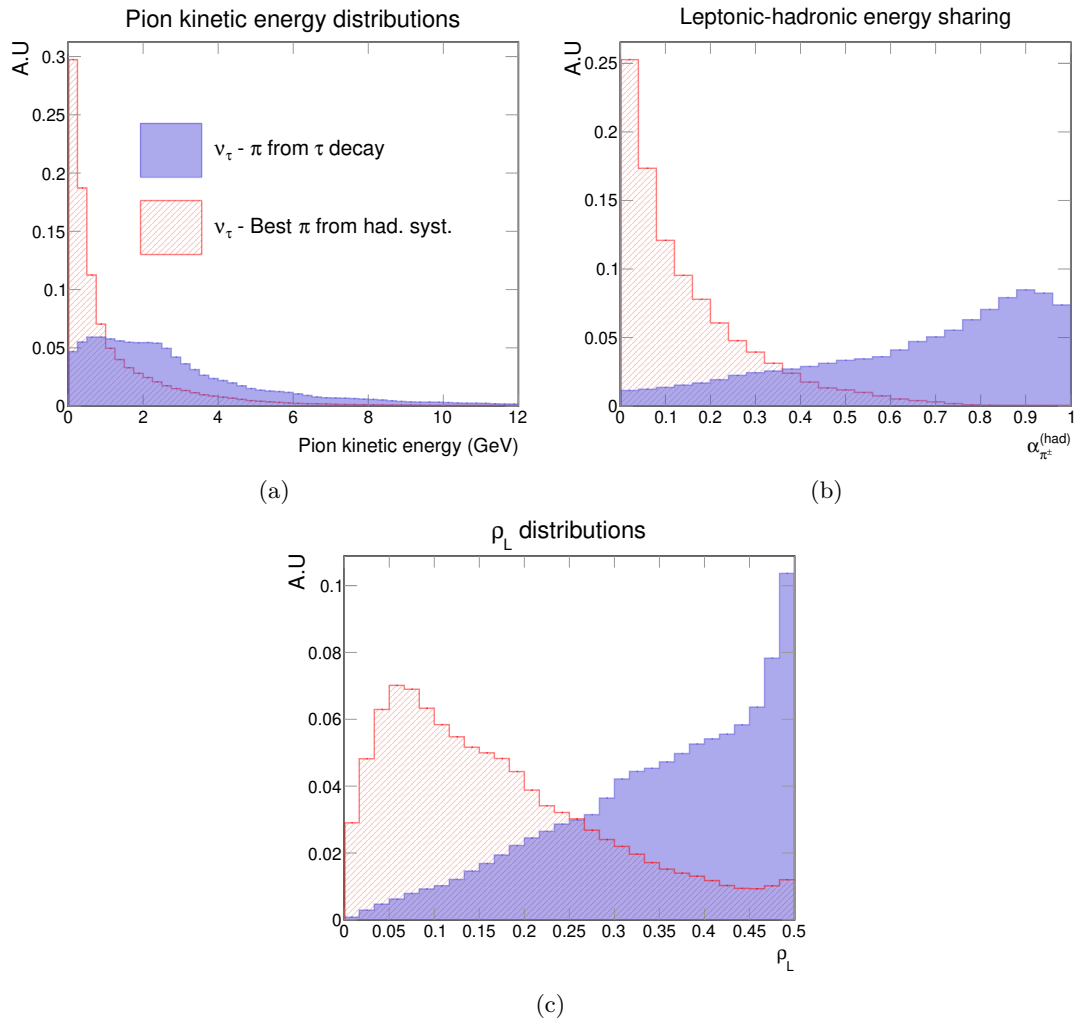 Pion kinetic energy distributions
A.U
0.3
0.25
0.2
0.15
0.1
0.05
0
ν_τ - π from τ decay
ν_τ - Best π from had. syst.
0 2 4 6 8 10 12
Pion kinetic energy (GeV)
(a)
Leptonic-hadronic energy sharing
A.U
0.25
0.2
0.15
0.1
0.05
0
0 0.1 0.2 0.3 0.4 0.5 0.6 0.7 0.8 0.9 1
α_{π^±}^{(had)}
(b)
ρ_L distributions
A.U
0.1
0.08
0.06
0.04
0.02
0
0 0.05 0.1 0.15 0.2 0.25 0.3 0.35 0.4 0.45 0.5
ρ_L
(c)